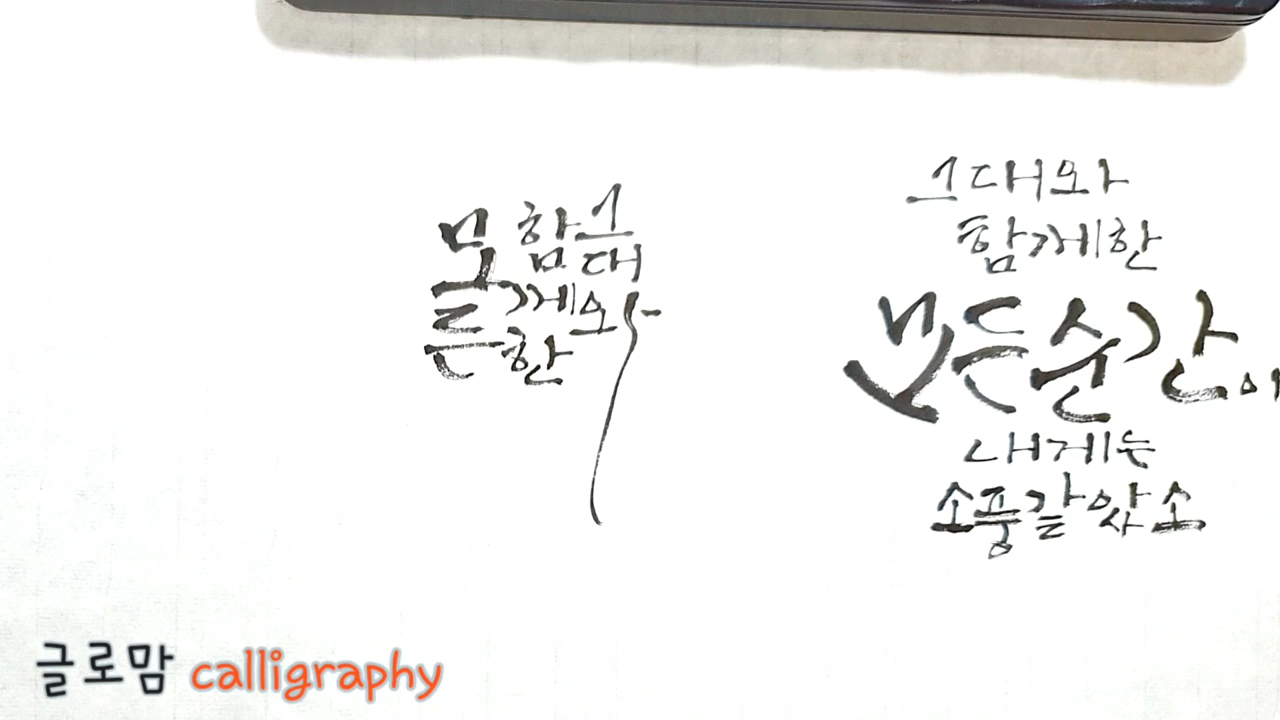 그대와
함께한
모든
그대와
함께한
모든순간이
내게는
소풍같았소
글로맘 calligraphy